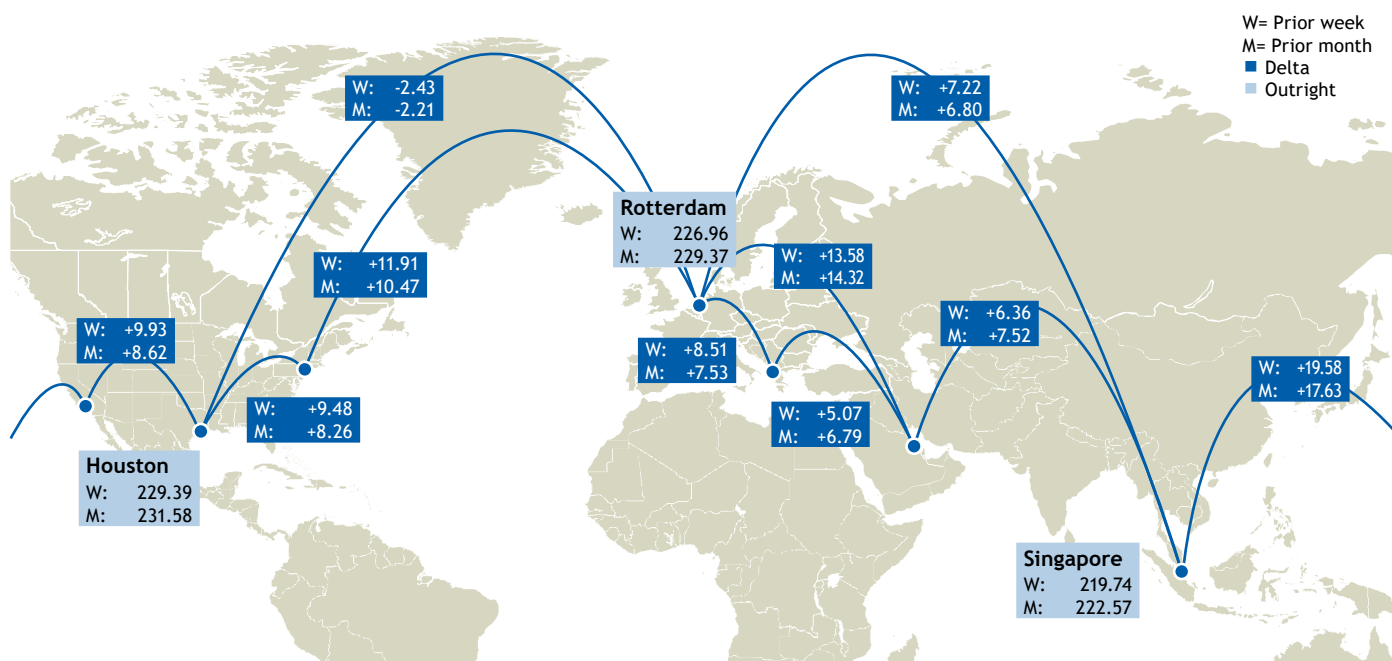 W= Prior week
M= Prior month
Delta
Outright
W: -2.43
M: -2.21
W: +7.22
M: +6.80
Rotterdam
W: 226.96
M: 229.37
W: +13.58
M: +14.32
W: +11.91
M: +10.47
W: +9.93
M: +8.62
W: +6.36
M: +7.52
W: +8.51
M: +7.53
W: +19.58
M: +17.63
W: +9.48
M: +8.26
W: +5.07
M: +6.79
Houston
W: 229.39
M: 231.58
Singapore
W: 219.74
M: 222.57